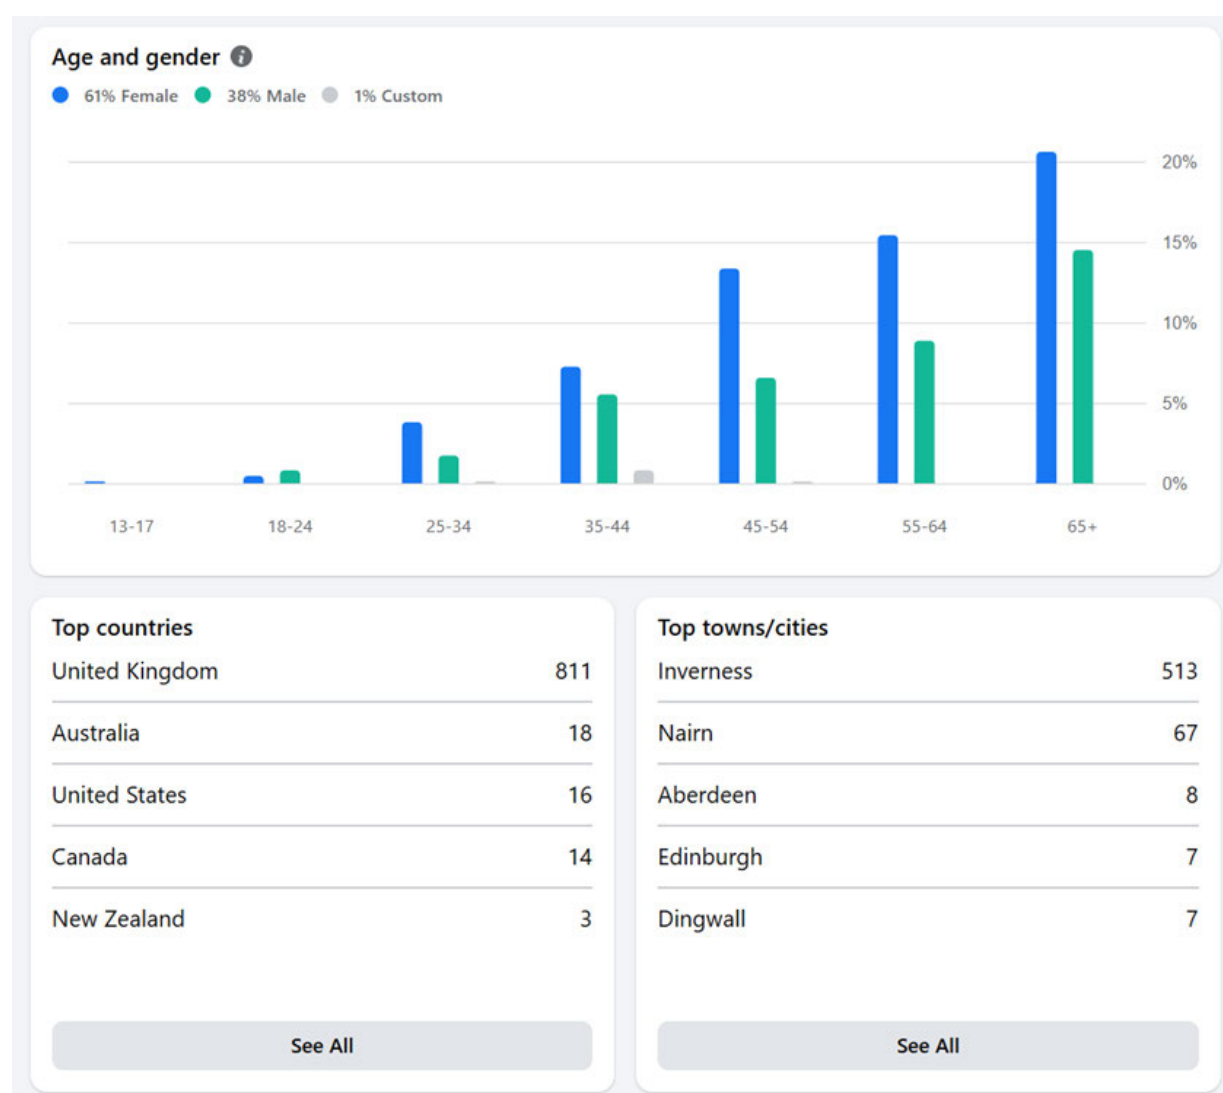 Age and gender
61% Female 38% Male 1% Custom
20%
15%
10%
5%
0%
13-17 18-24 25-34 35-44 45-54 55-64 65+
Top countries
United Kingdom 811
Australia 18
United States 16
Canada 14
New Zealand 3
See All
Top towns/cities
Inverness 513
Nairn 67
Aberdeen 8
Edinburgh 7
Dingwall 7
See All